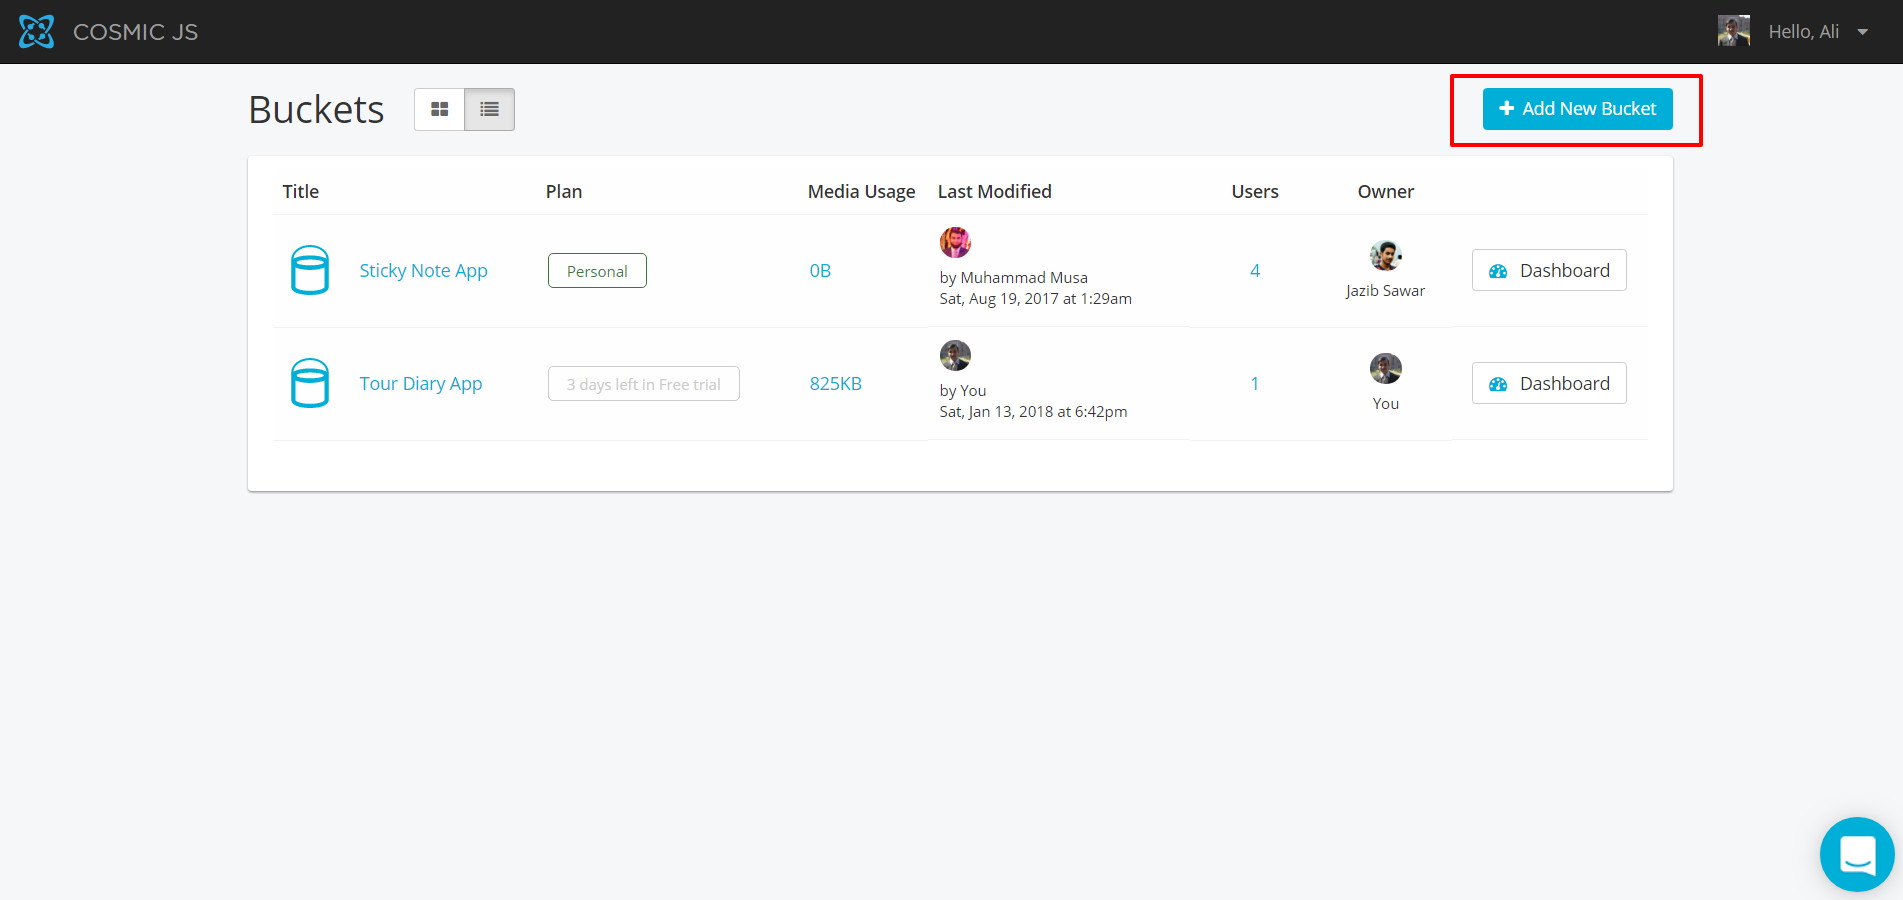 COSMIC JS
Hello, Ali
Buckets
Add New Bucket
Title Plan Media Usage Last Modified Users Owner
Sticky Note App
Personal
0B
by Muhammad Musa
Sat, Aug 19, 2017 at 1:29am
4
Jazib Sawar
Dashboard
Tour Diary App
3 days left in Free trial
825KB
by You
Sat, Jan 13, 2018 at 6:42pm
1
You
Dashboard